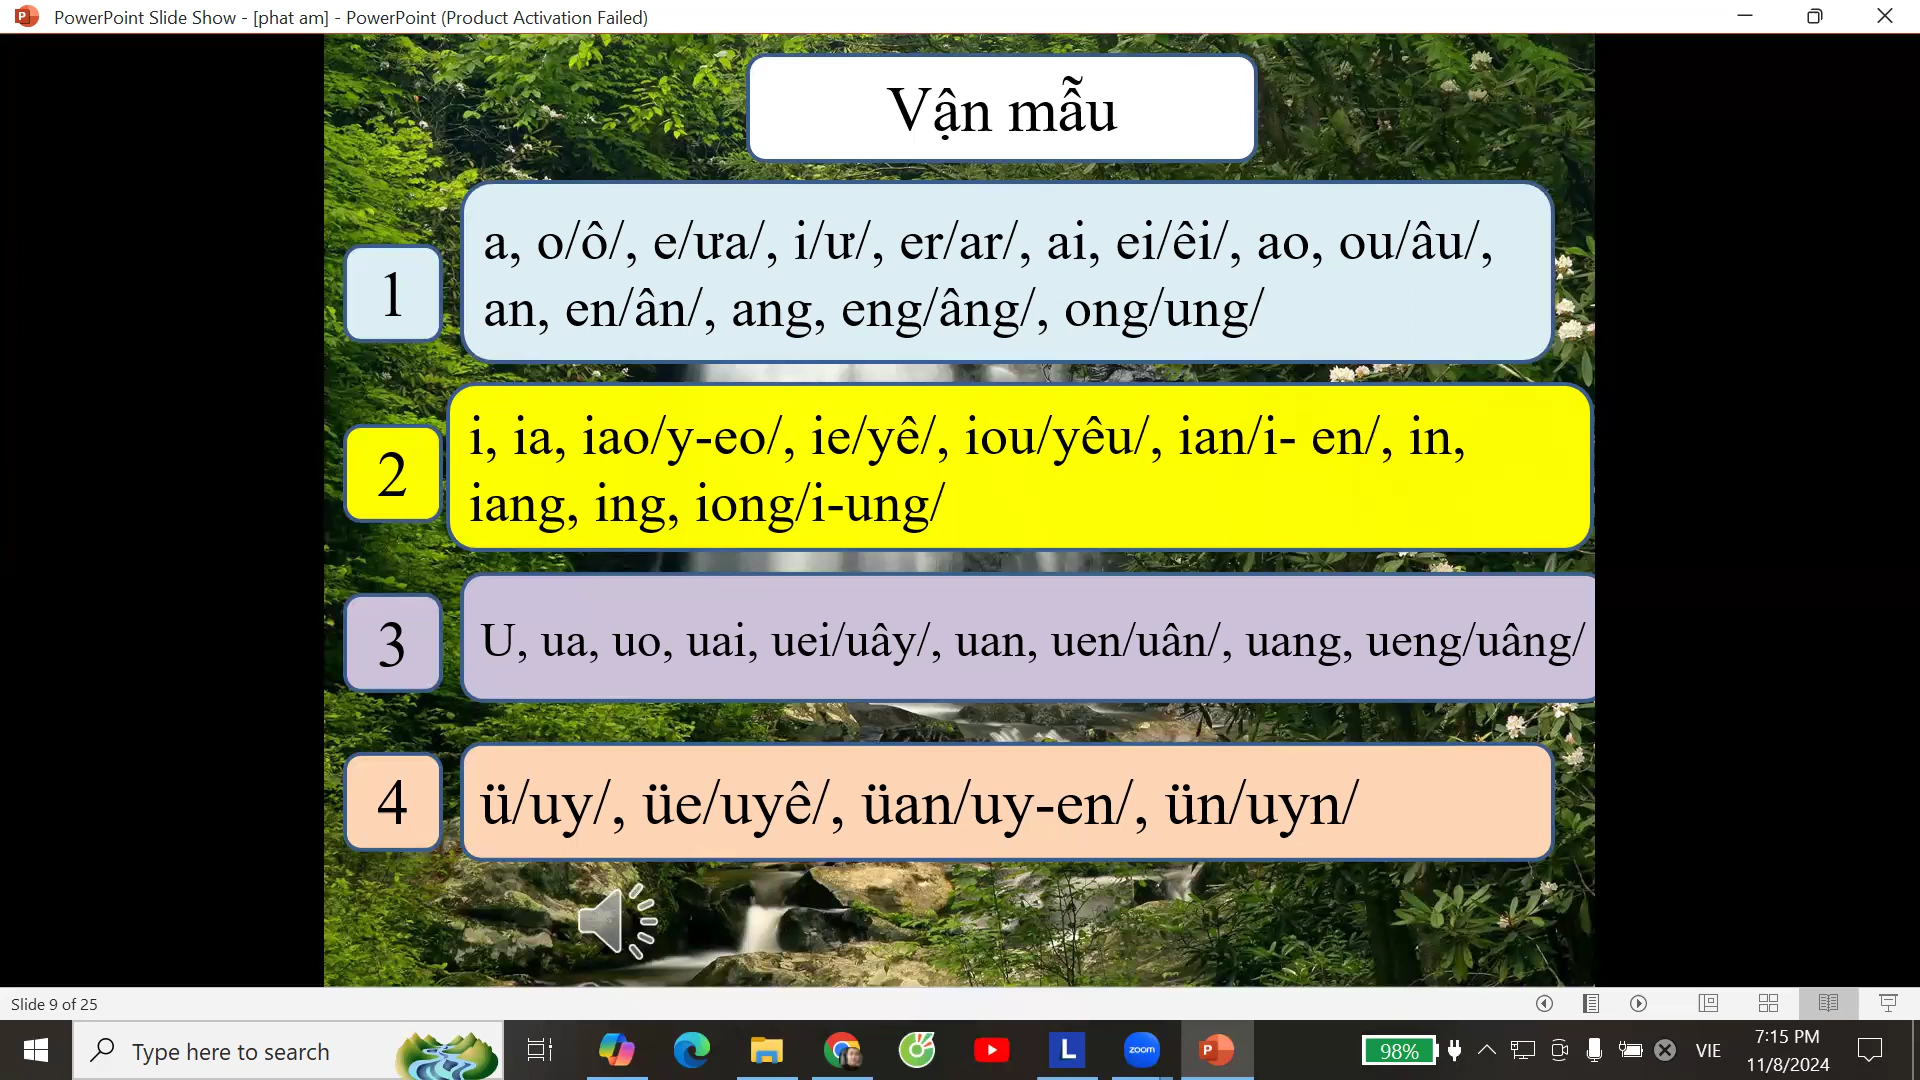 PowerPoint Slide Show - [phat am] - PowerPoint (Product Activation Failed)
Vận mẫu
1
a, o/ô/, e/ưa/, i/ư/, er/ar/, ai, ei/êi/, ao, ou/âu/,
an, en/ân/, ang, eng/âng/, ong/ung/
2
i, ia, iao/y-eo/, ie/yê/, iou/yêu/, ian/i- en/, in,
iang, ing, iong/i-ung/
3
U, ua, uo, uai, uei/uây/, uan, uen/uân/, uang, ueng/uâng/
4
ü/uy/, üe/uyê/, üan/uy-en/, ün/uyn/
Slide 9 of 25
Type here to search
L
zoom
98%
VIE
7:15 PM
11/8/2024